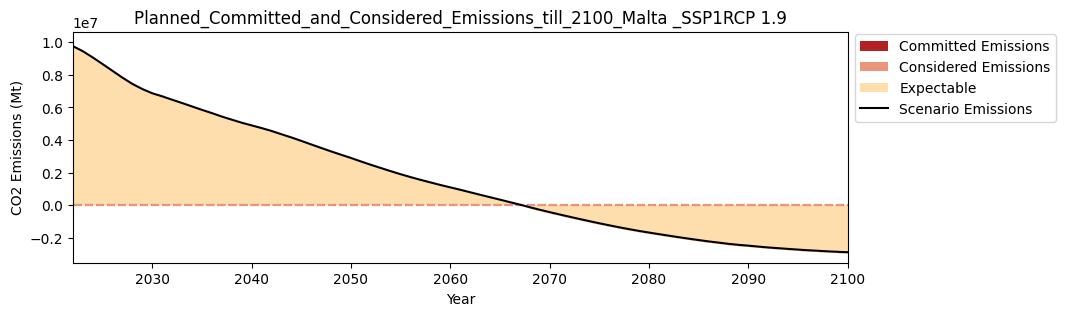 Planned_Committed_and_Considered_Emissions_till_2100_Malta _SSP1RCP 1.9
1e7
1.0
0.8
0.6
0.4
0.2
0.0
−0.2
CO2 Emissions (Mt)
2030 2040 2050 2060 2070 2080 2090 2100
Year
Committed Emissions
Considered Emissions
Expectable
Scenario Emissions